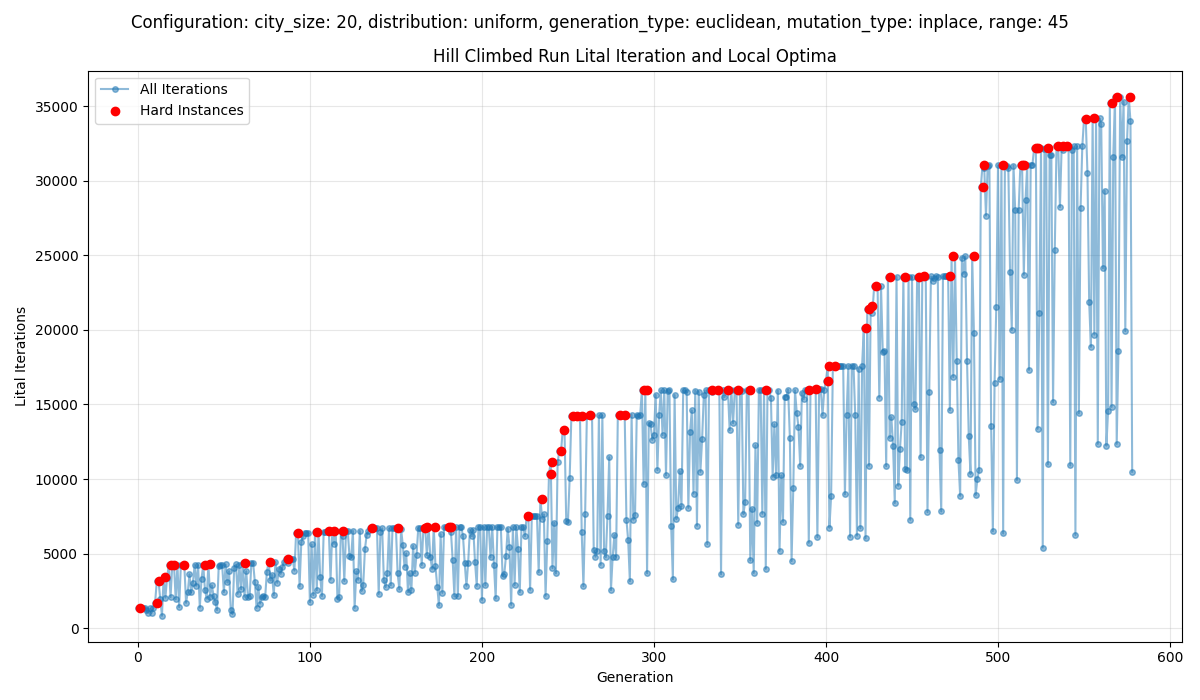 Configuration: city_size: 20, distribution: uniform, generation_type: euclidean, mutation_type: inplace, range: 45
Hill Climbed Run Lital Iteration and Local Optima
All Iterations
Hard Instances
35000
30000
25000
20000
15000
10000
5000
0
Lital Iterations
0 100 200 300 400 500 600
Generation